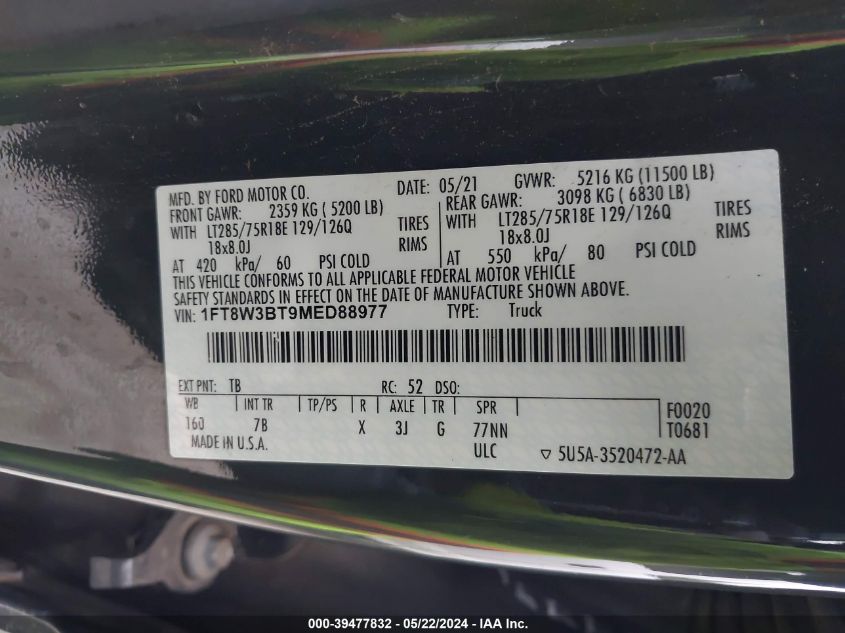 MFD. BY FORD MOTOR CO. DATE: 05/21 GVWR: 5216 KG (11500 LB)
FRONT GAWR: 2359 KG ( 5200 LB) REAR GAWR: 3098 KG ( 6830 LB)
WITH LT285/75R18E 129/126Q TIRES WITH LT285/75R18E 129/126Q TIRES
18x8.0J RIMS 18x8.0J RIMS
AT 420 kPa/ 60 PSI COLD AT 550 kPa/ 80 PSI COLD
THIS VEHICLE CONFORMS TO ALL APPLICABLE FEDERAL MOTOR VEHICLE
SAFETY STANDARDS IN EFFECT ON THE DATE OF MANUFACTURE SHOWN ABOVE.
VIN: 1FT8W3BT9MED88977 TYPE: Truck
EXT PNT: TB RC: 52 DSO:
WB INT TR TP/PS R AXLE TR SPR F0020
160 7B X 3J G 77NN T0681
MADE IN U.S.A. ULC ▽ 5U5A-3520472-AA
000-39477832 - 05/22/2024 - IAA Inc.